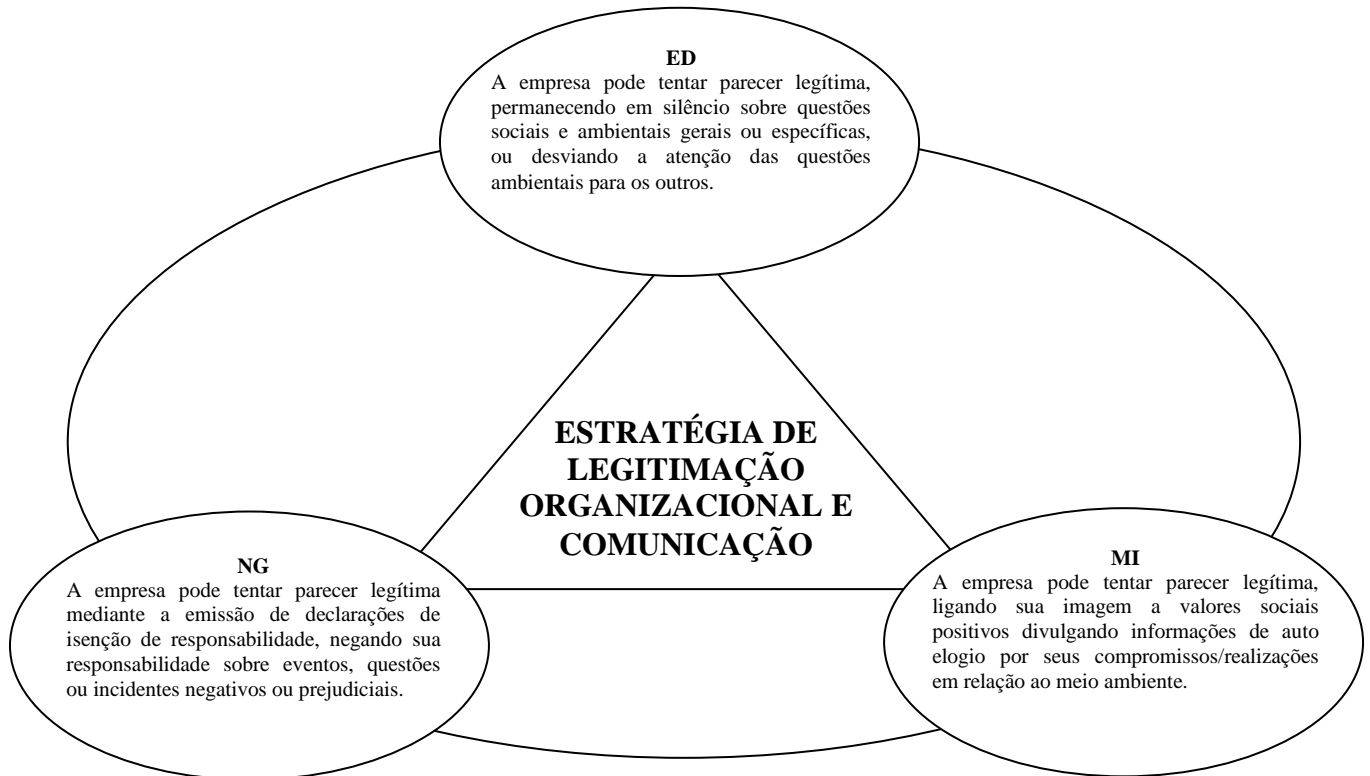 ED
A empresa pode tentar parecer legítima,
permanecendo em silêncio sobre questões
sociais e ambientais gerais ou específicas,
ou desviando a atenção das questões
ambientais para os outros.
ESTRATÉGIA DE
LEGITIMAÇÃO
ORGANIZACIONAL E
COMUNICAÇÃO
NG
A empresa pode tentar parecer legítima
mediante a emissão de declarações de
isenção de responsabilidade, negando sua
responsabilidade sobre eventos, questões
ou incidentes negativos ou prejudiciais.
MI
A empresa pode tentar parecer legítima,
ligando sua imagem a valores sociais
positivos divulgando informações de auto
elogio por seus compromissos/realizações
em relação ao meio ambiente.